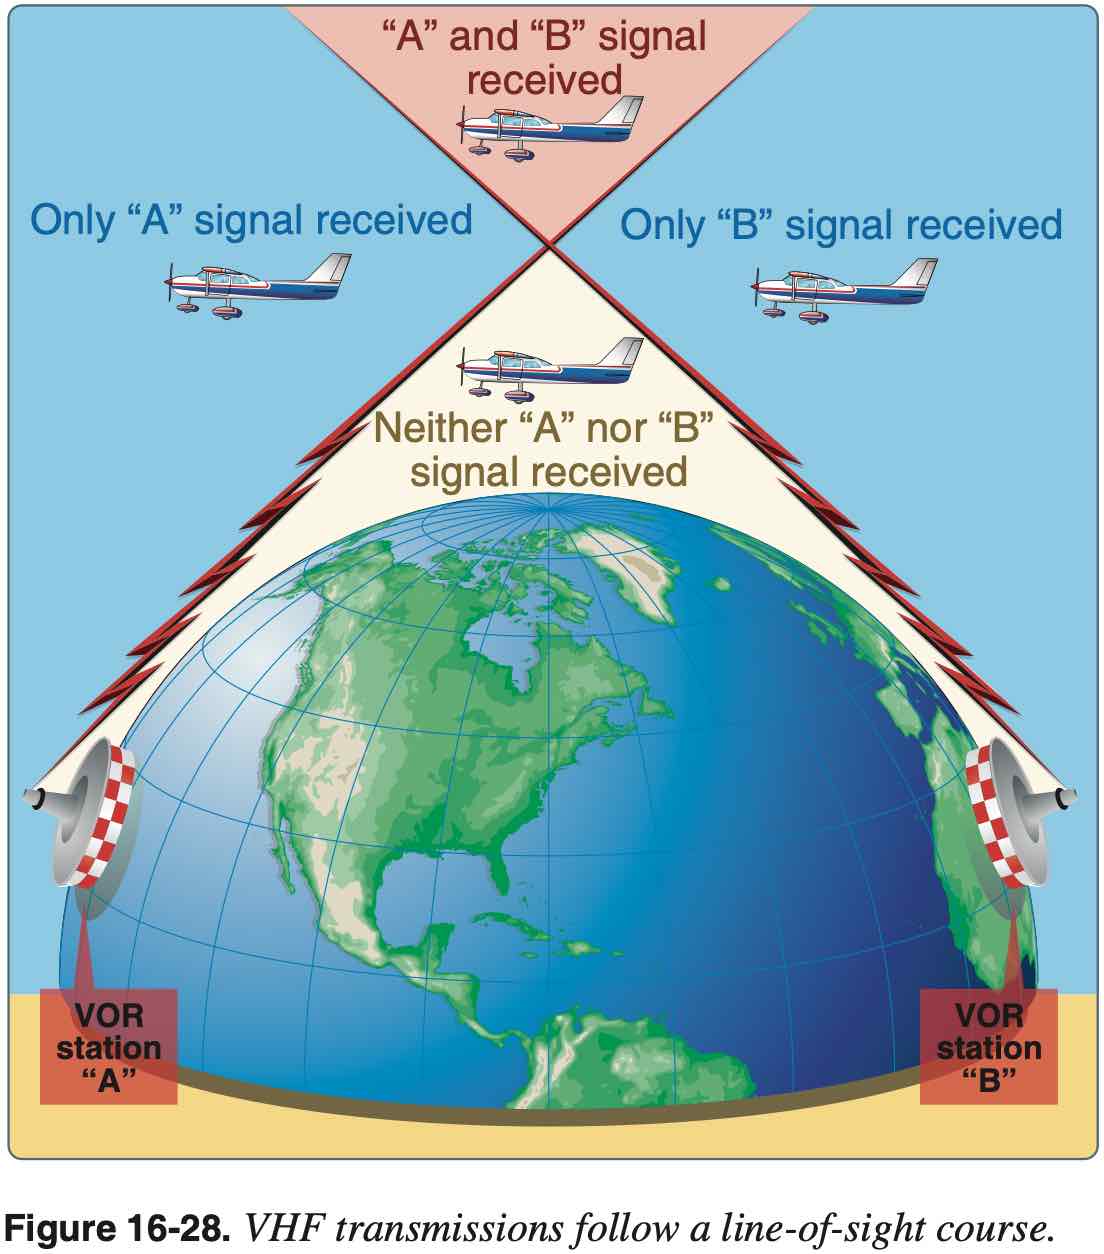 “A” and “B” signal
received
Only “A” signal received
Only “B” signal received
Neither “A” nor “B”
signal received
VOR
station
“A”
VOR
station
“B”
Figure 16-28. VHF transmissions follow a line-of-sight course.